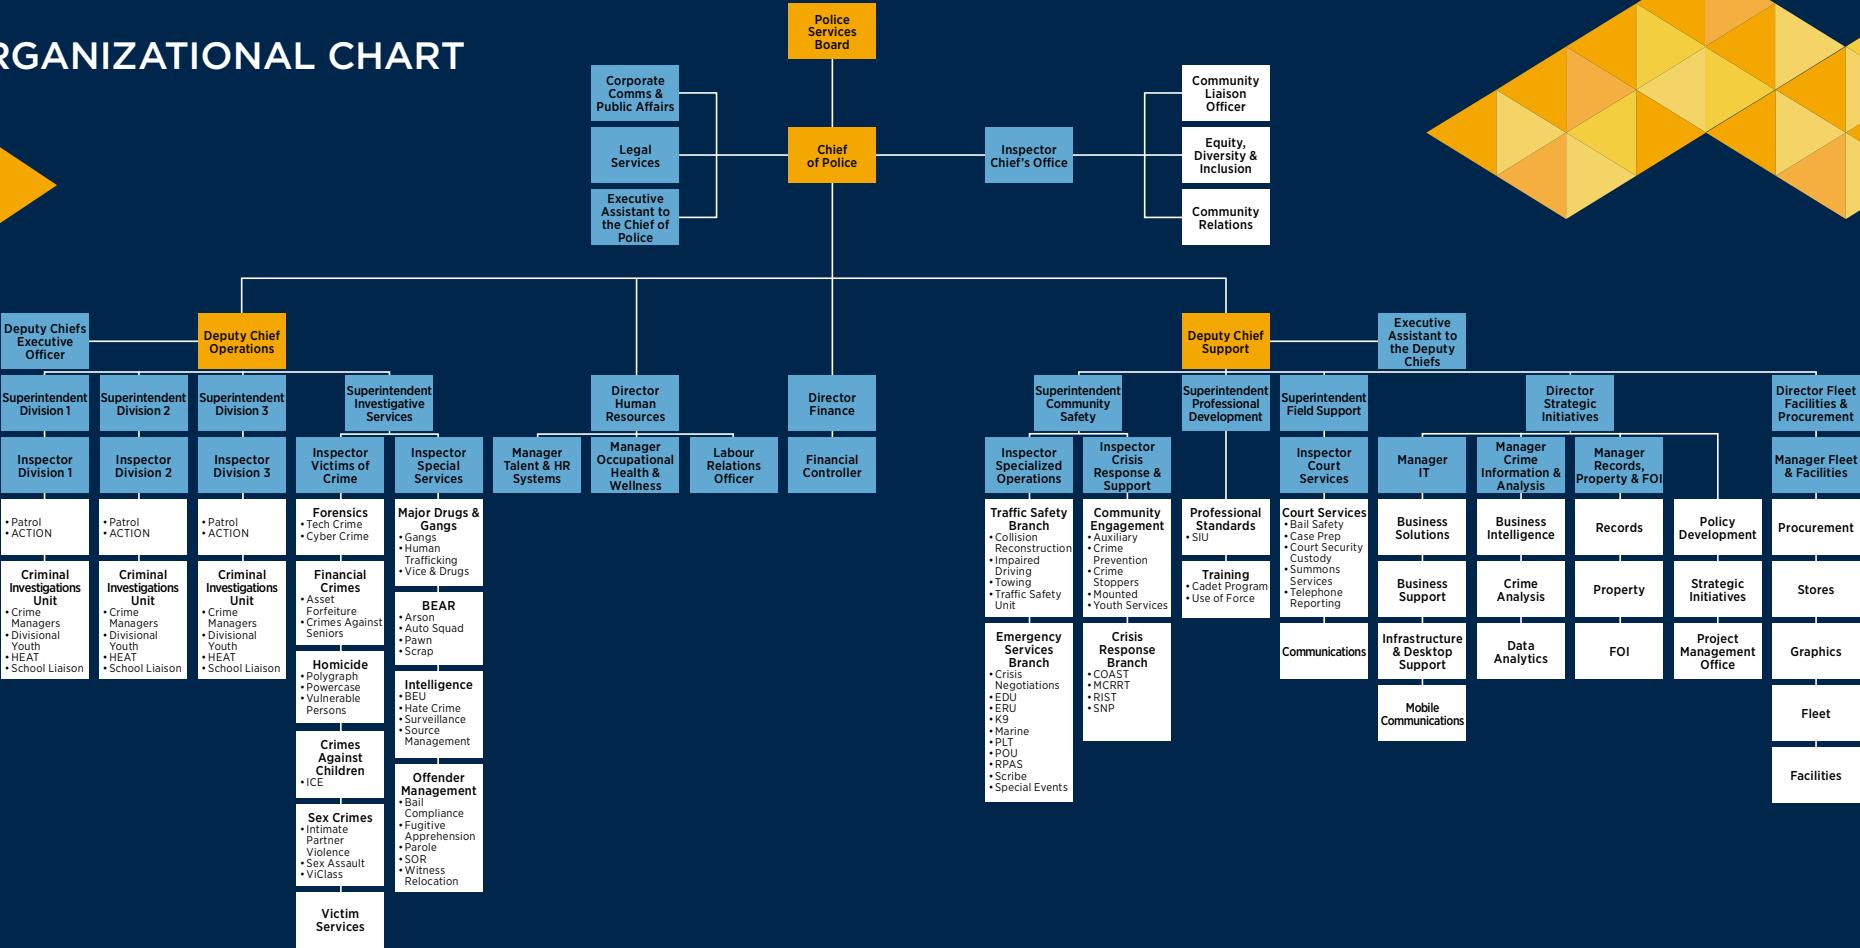 RGANIZATIONAL CHART
Police
Services
Board
Corporate
Comms &
Public Affairs
Legal
Services
Executive
Assistant to
the Chief of
Police
Chief
of Police
Inspector
Chief's Office
Community
Liaison
Officer
Equity,
Diversity &
Inclusion
Community
Relations
Deputy Chiefs
Executive
Officer
Deputy Chief
Operations
Deputy Chief
Support
Executive
Assistant to
the Deputy
Chiefs
Superintendent
Division 1
Superintendent
Division 2
Superintendent
Division 3
Superintendent
Investigative
Services
Director
Human
Resources
Director
Finance
Superintendent
Community
Safety
Superintendent
Professional
Development
Superintendent
Field Support
Director
Strategic
Initiatives
Director Fleet
Facilities &
Procurement
Inspector
Division 1
Inspector
Division 2
Inspector
Division 3
Inspector
Victims of
Crime
Inspector
Special
Services
Manager
Talent & HR
Systems
Manager
Occupational
Health &
Wellness
Labour
Relations
Officer
Financial
Controller
Inspector
Specialized
Operations
Inspector
Crisis
Response &
Support
Inspector
Court
Services
Manager
IT
Manager
Crime
Information &
Analysis
Manager
Records,
Property & FOI
Manager Fleet
& Facilities
• Patrol
• ACTION
Criminal
Investigations
Unit
• Crime
Managers
• Divisional
Youth
• HEAT
• School Liaison
• Patrol
• ACTION
Criminal
Investigations
Unit
• Crime
Managers
• Divisional
Youth
• HEAT
• School Liaison
• Patrol
• ACTION
Criminal
Investigations
Unit
• Crime
Managers
• Divisional
Youth
• HEAT
• School Liaison
Forensics
• Tech Crime
• Cyber Crime
Financial
Crimes
• Asset
Forfeiture
• Crimes Against
Seniors
Homicide
• Polygraph
• Powercase
• Vulnerable
Persons
Crimes
Against
Children
• ICE
Sex Crimes
• Intimate
Partner
Violence
• Sex Assault
• ViClass
Victim
Services
Major Drugs &
Gangs
• Gangs
• Human
Trafficking
• Vice & Drugs
BEAR
• Arson
• Auto Squad
• Pawn
• Scrap
Intelligence
• BEU
• Hate Crime
• Surveillance
• Source
Management
Offender
Management
• Bail
Compliance
• Fugitive
Apprehension
• Parole
• SOR
• Witness
Relocation
Traffic Safety
Branch
• Collision
Reconstruction
• Impaired
Driving
• Towing
• Traffic Safety
Unit
Emergency
Services
Branch
• Crisis
Negotiations
• EDU
• ERU
• K9
• Marine
• PLT
• POU
• RPAS
• Scribe
• Special Events
Community
Engagement
• Auxiliary
• Crime
Prevention
• Crime
Stoppers
• Mounted
• Youth Services
Crisis
Response
Branch
• COAST
• MCRRT
• RIST
• SNP
Professional
Standards
• SIU
Training
• Cadet Program
• Use of Force
Court Services
• Bail Safety
• Case Prep
• Court Security
Custody
• Summons
Services
• Telephone
Reporting
Communications
Business
Solutions
Business
Support
Infrastructure
& Desktop
Support
Mobile
Communications
Business
Intelligence
Crime
Analysis
Data
Analytics
Records
Property
FOI
Policy
Development
Strategic
Initiatives
Project
Management
Office
Procurement
Stores
Graphics
Fleet
Facilities